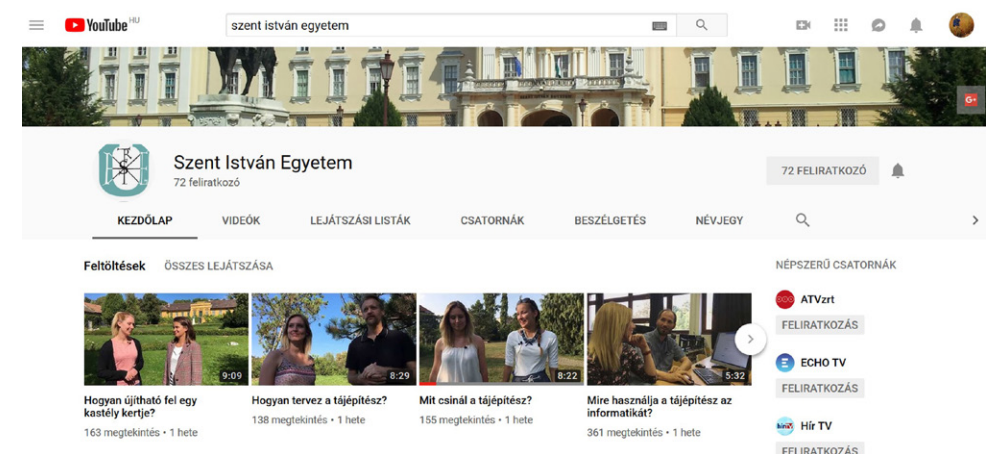 YouTube HU
szent istván egyetem
G+
Szent István Egyetem
72 feliratkozó
72 FELIRATKOZÓ
KEZDŐLAP VIDEÓK LEJÁTSZÁSI LISTÁK CSATORNÁK BESZÉLGETÉS NÉVJEGY
Feltöltések ÖSSZES LEJÁTSZÁSA
9:09
8:29
8:22
5:32
Hogyan újítható fel egy
kastély kertje?
163 megtekintés • 1 hete
Hogyan tervez a tájépítész?
138 megtekintés • 1 hete
Mit csinál a tájépítész?
155 megtekintés • 1 hete
Mire használja a tájépítész az
informatikát?
361 megtekintés • 1 hete
NÉPSZERŰ CSATORNÁK
ATVzrt
FELIRATKOZÁS
ECHO TV
FELIRATKOZÁS
Hír TV
FELIRATKOZÁS